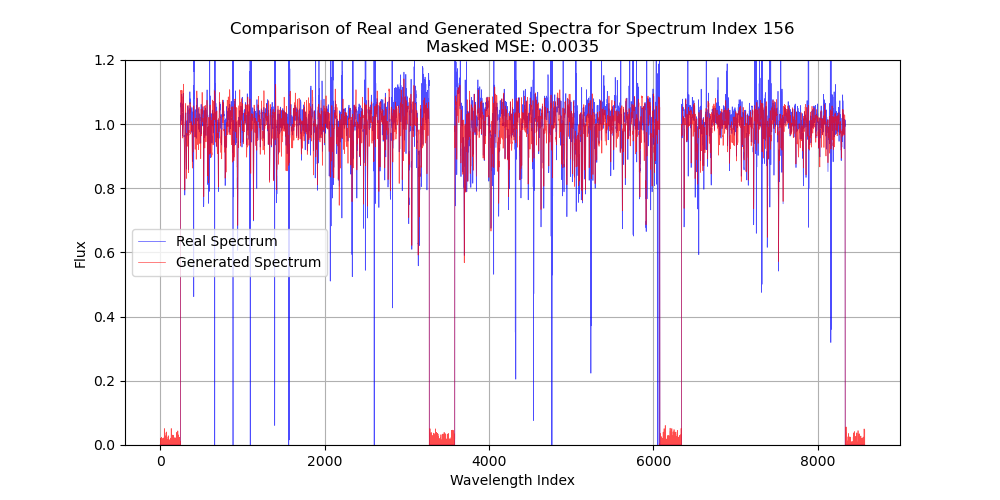 Comparison of Real and Generated Spectra for Spectrum Index 156
Masked MSE: 0.0035
1.2
1.0
0.8
0.6
0.4
0.2
0.0
Flux
Real Spectrum
Generated Spectrum
0 2000 4000 6000 8000
Wavelength Index